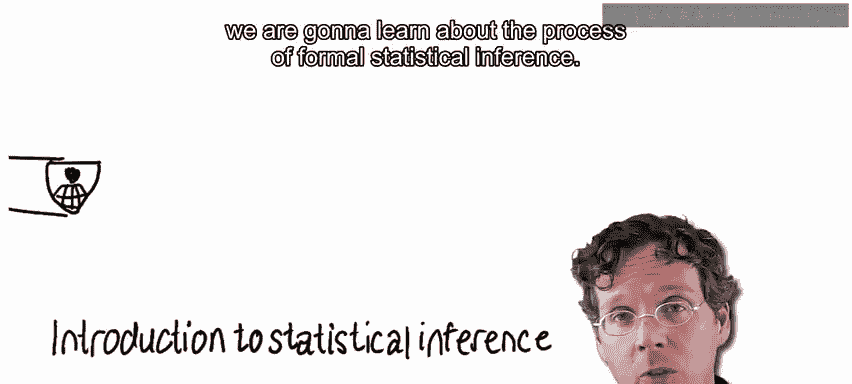 we are gonna learn about the process
of formal statistical inference.
Introduction to statistical inference